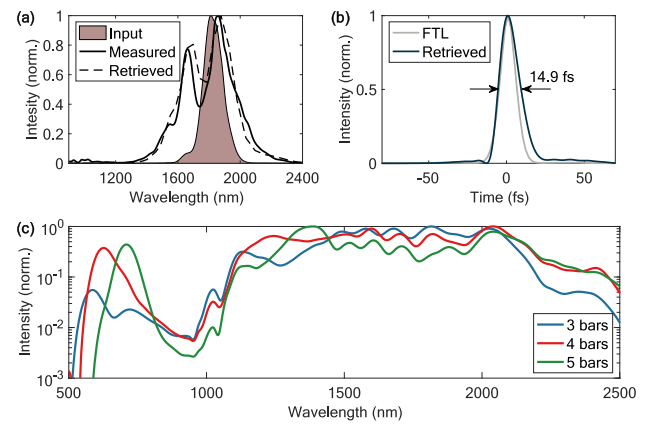 (a)
Intesity (norm.)
1
0.8
0.6
0.4
0.2
0
Input
Measured
Retrieved
1200
1600
2000
2400
Wavelength (nm)
(b)
Intensity (norm.)
1
0.5
0
FTL
Retrieved
14.9 fs
-50
0
50
Time (fs)
(c)
Intensity (norm.)
10^0
10^-1
10^-2
10^-3
3 bars
4 bars
5 bars
500
1000
1500
2000
2500
Wavelength (nm)